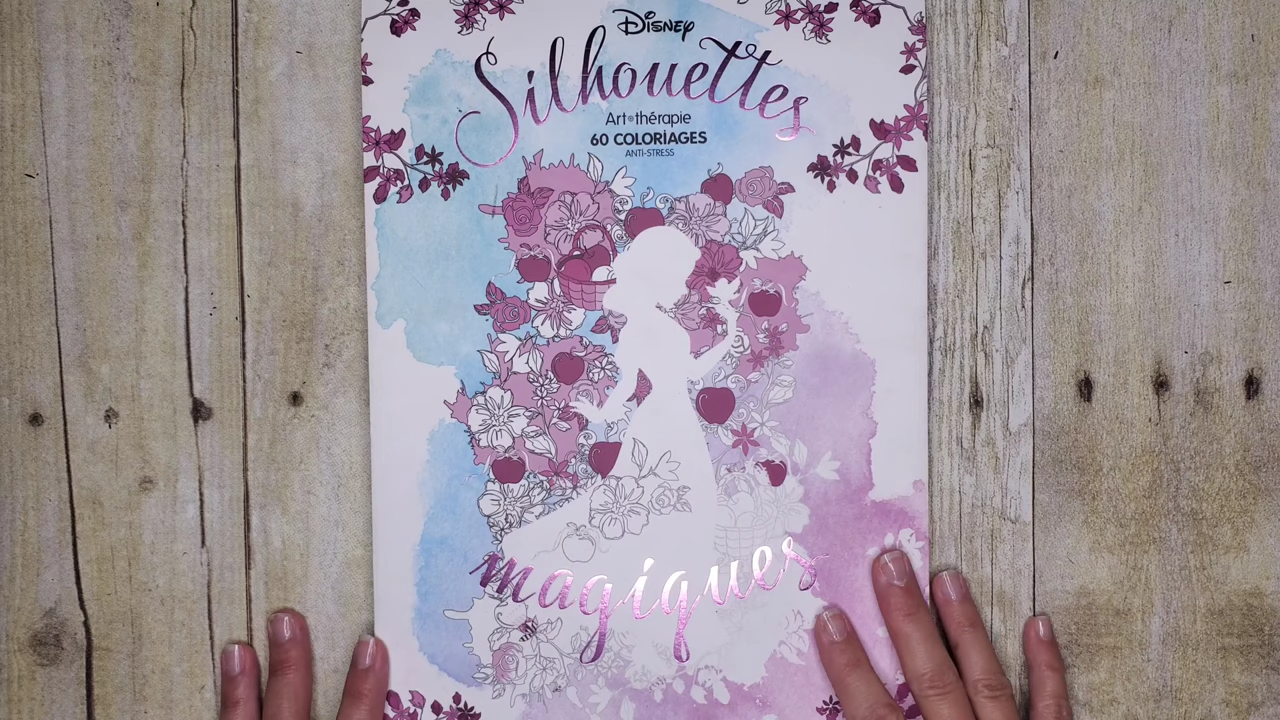 Disney
Silhouettes
Art•thérapie
60 COLORIAGES
ANTI-STRESS
magiques